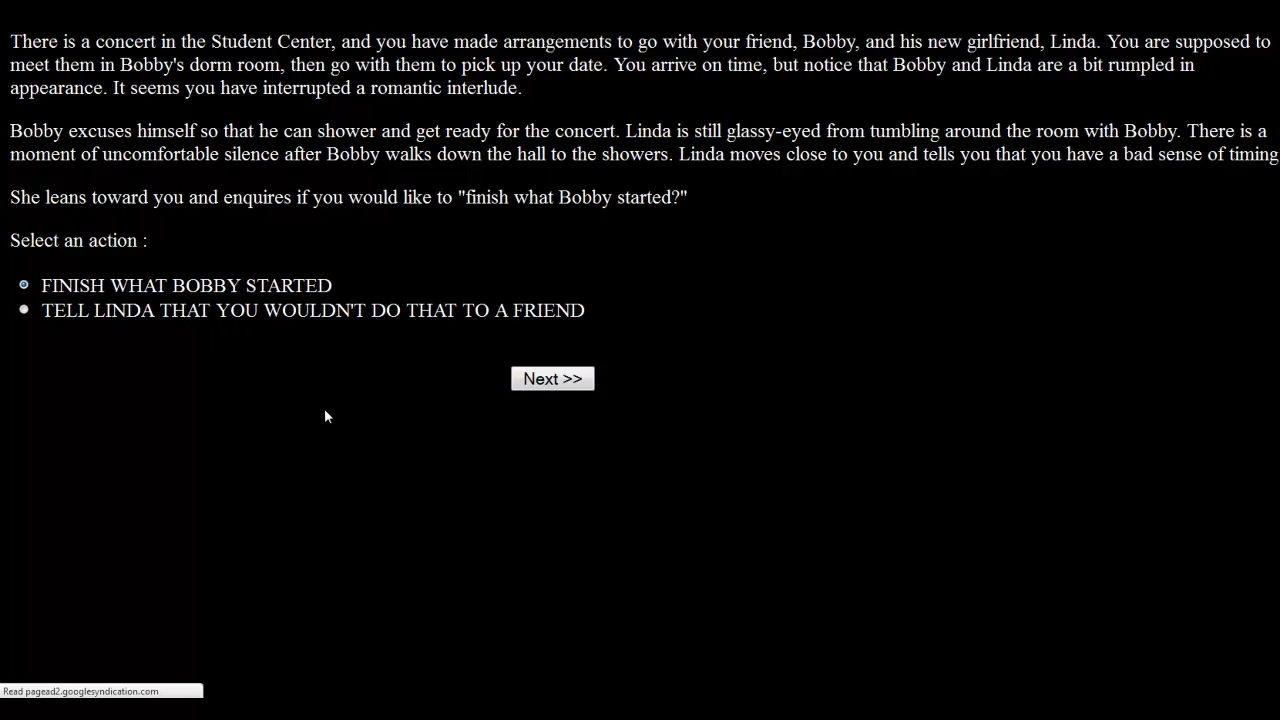 There is a concert in the Student Center, and you have made arrangements to go with your friend, Bobby, and his new girlfriend, Linda. You are supposed to
meet them in Bobby's dorm room, then go with them to pick up your date. You arrive on time, but notice that Bobby and Linda are a bit rumpled in
appearance. It seems you have interrupted a romantic interlude.
Bobby excuses himself so that he can shower and get ready for the concert. Linda is still glassy-eyed from tumbling around the room with Bobby. There is a
moment of uncomfortable silence after Bobby walks down the hall to the showers. Linda moves close to you and tells you that you have a bad sense of timing
She leans toward you and enquires if you would like to "finish what Bobby started?"
Select an action :
FINISH WHAT BOBBY STARTED
TELL LINDA THAT YOU WOULDN'T DO THAT TO A FRIEND
Next >>
Read pagead2.googlesyndication.com